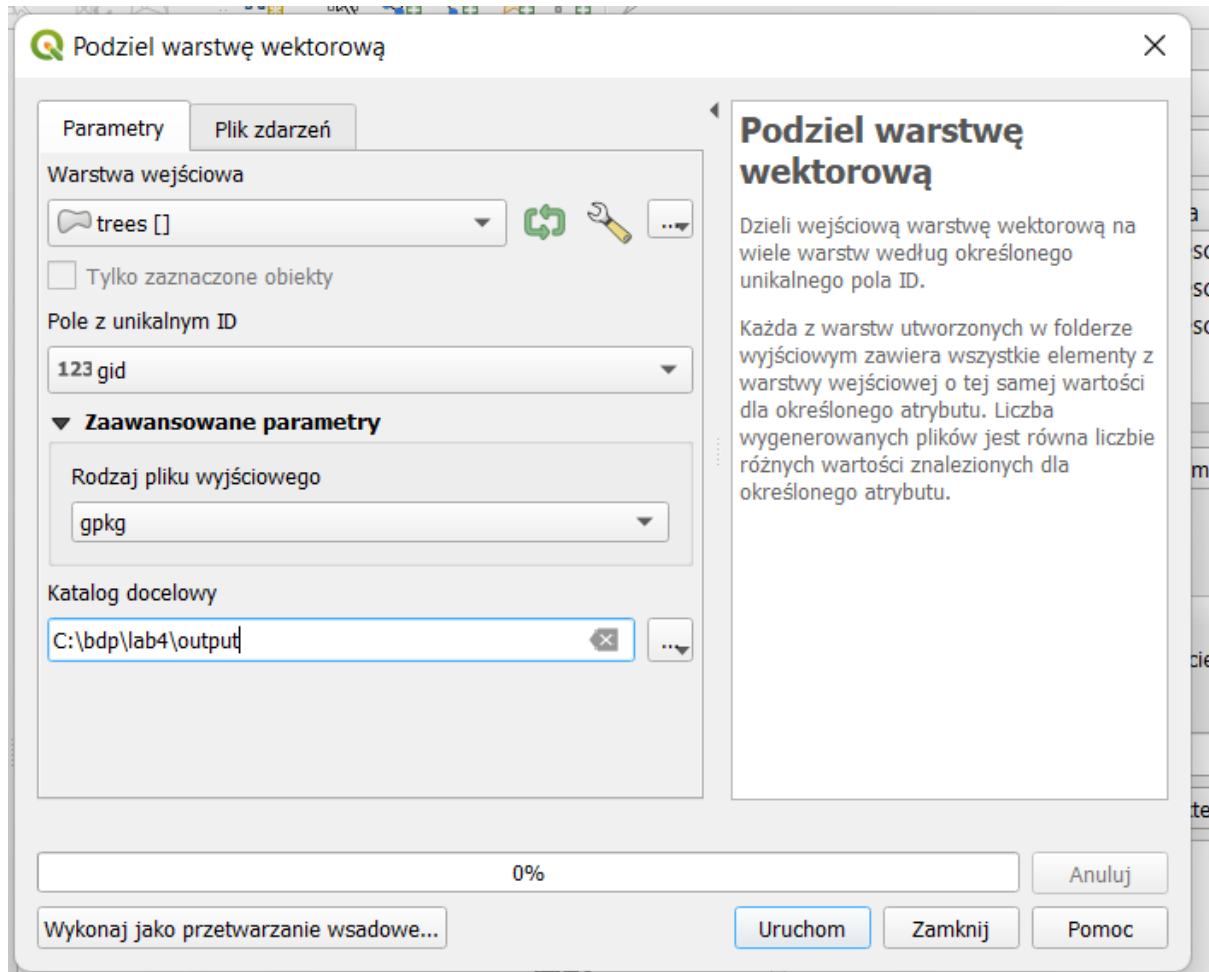 Podziel warstwę wektorową
Parametry
Plik zdarzeń
Warstwa wejściowa
trees []
...
Tylko zaznaczone obiekty
Pole z unikalnym ID
123 gid
Zaawansowane parametry
Rodzaj pliku wyjściowego
gpkg
Katalog docelowy
C:\bdp\lab4\output
...
Podziel warstwę
wektorową
Dzieli wejściową warstwę wektorową na
wiele warstw według określonego
unikalnego pola ID.
Każda z warstw utworzonych w folderze
wyjściowym zawiera wszystkie elementy z
warstwy wejściowej o tej samej wartości
dla określonego atrybutu. Liczba
wygenerowanych plików jest równa liczbie
różnych wartości znalezionych dla
określonego atrybutu.
0%
Anuluj
Wykonaj jako przetwarzanie wsadowe...
Uruchom
Zamknij
Pomoc